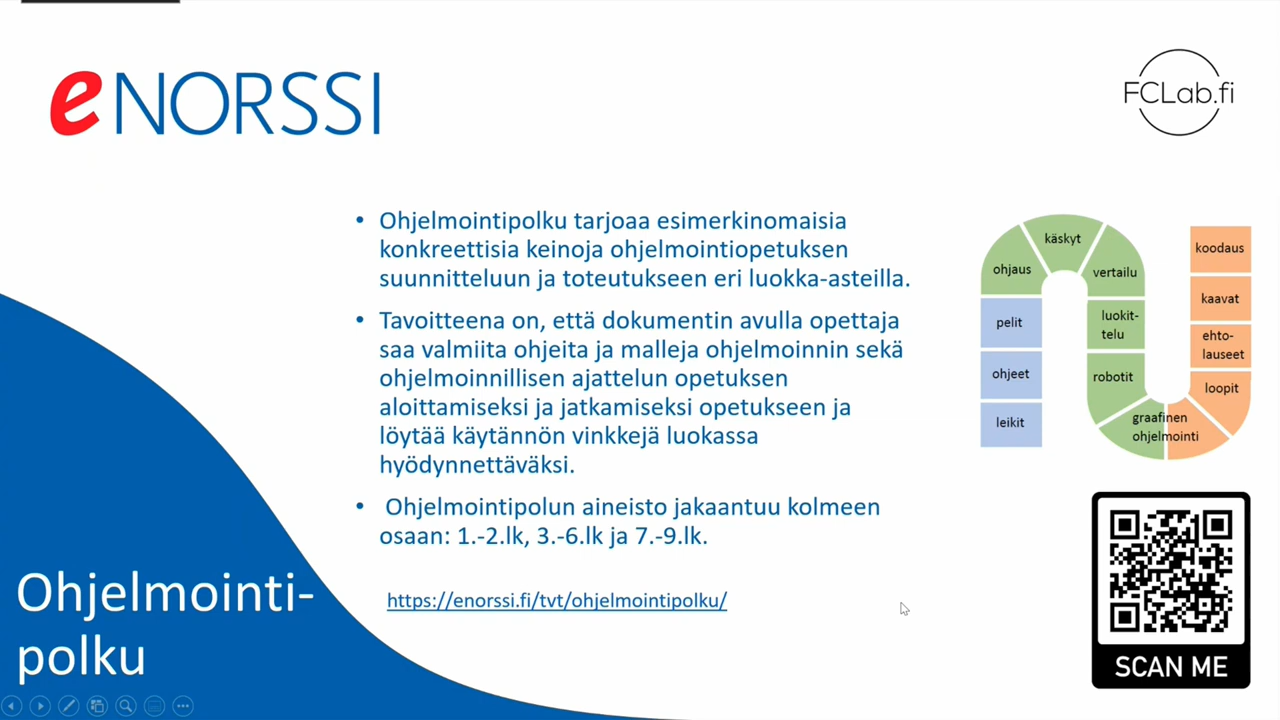 eNORSSI
FCLab.fi
• Ohjelmointipolku tarjoaa esimerkinomaisia
konkreettisia keinoja ohjelmointiopetuksen
suunnitteluun ja toteutukseen eri luokka-asteilla.
• Tavoitteena on, että dokumentin avulla opettaja
saa valmiita ohjeita ja malleja ohjelmoinnin sekä
ohjelmoinnillisen ajattelun opetuksen
aloittamiseksi ja jatkamiseksi opetukseen ja
löytää käytännön vinkkejä luokassa
hyödynnettäväksi.
• Ohjelmointipolun aineisto jakaantuu kolmeen
osaan: 1.-2.lk, 3.-6.lk ja 7.-9.lk.
https://enorssi.fi/tvt/ohjelmointipolku/
leikit
ohjeet
pelit
ohjaus
käskyt
vertailu
luokit-
telu
robotit
graafinen
ohjelmointi
loopit
ehto-
lauseet
kaavat
koodaus
SCAN ME
Ohjelmointi-
polku